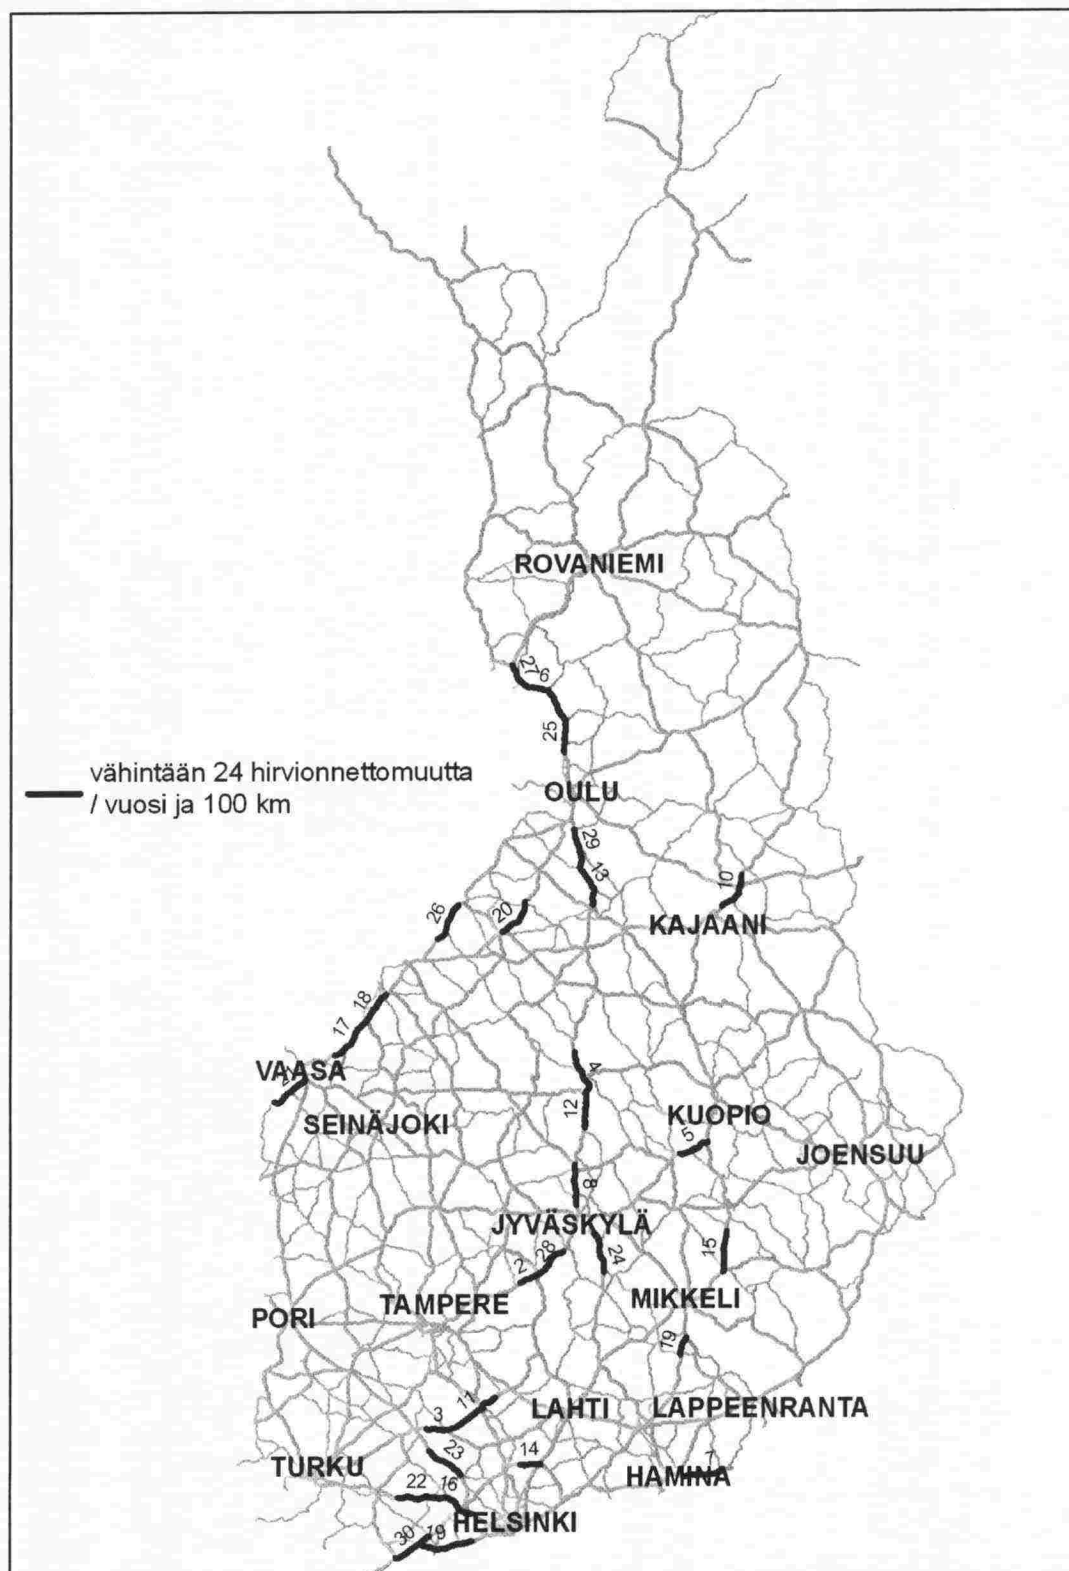 ROVANIEMI
27
6
25
vähintään 24 hirvionnettomuutta
/ vuosi ja 100 km
OULU
29
13
10
26
20
KAJAANI
18
17
VAASA
4
12
KUOPIO
5
SEINÄJOKI
JOENSUU
8
JYVÄSKYLÄ
28
2
24
15
MIKKELI
TAMPERE
PORI
19
11
3
LAHTI
LAPPEENRANTA
23
14
TURKU
HAMINA
7
22
16
HELSINKI
30
19